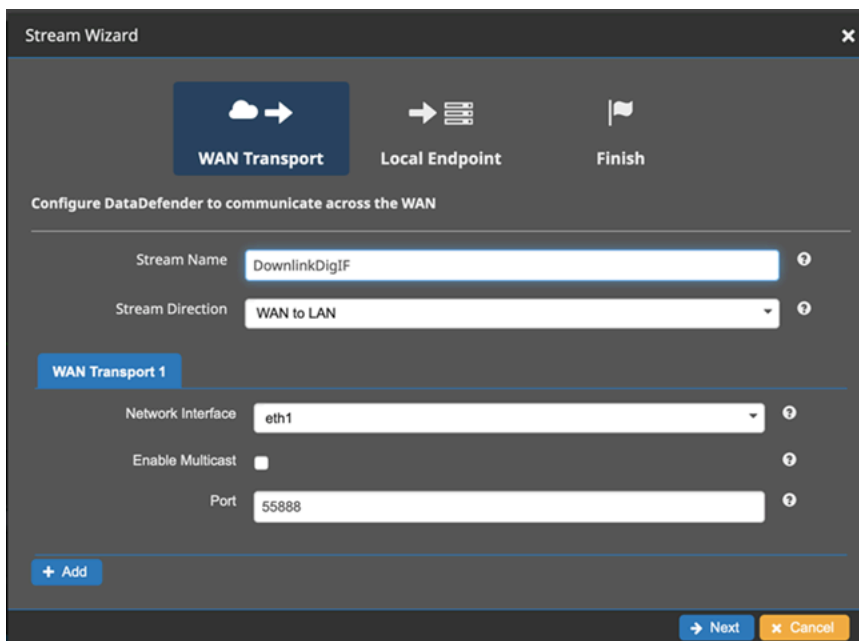 Stream Wizard
WAN Transport
Local Endpoint
Finish
Configure DataDefender to communicate across the WAN
Stream Name
DownlinkDigIF
Stream Direction
WAN to LAN
WAN Transport 1
Network Interface
eth1
Enable Multicast
Port
55888
+ Add
Next
Cancel